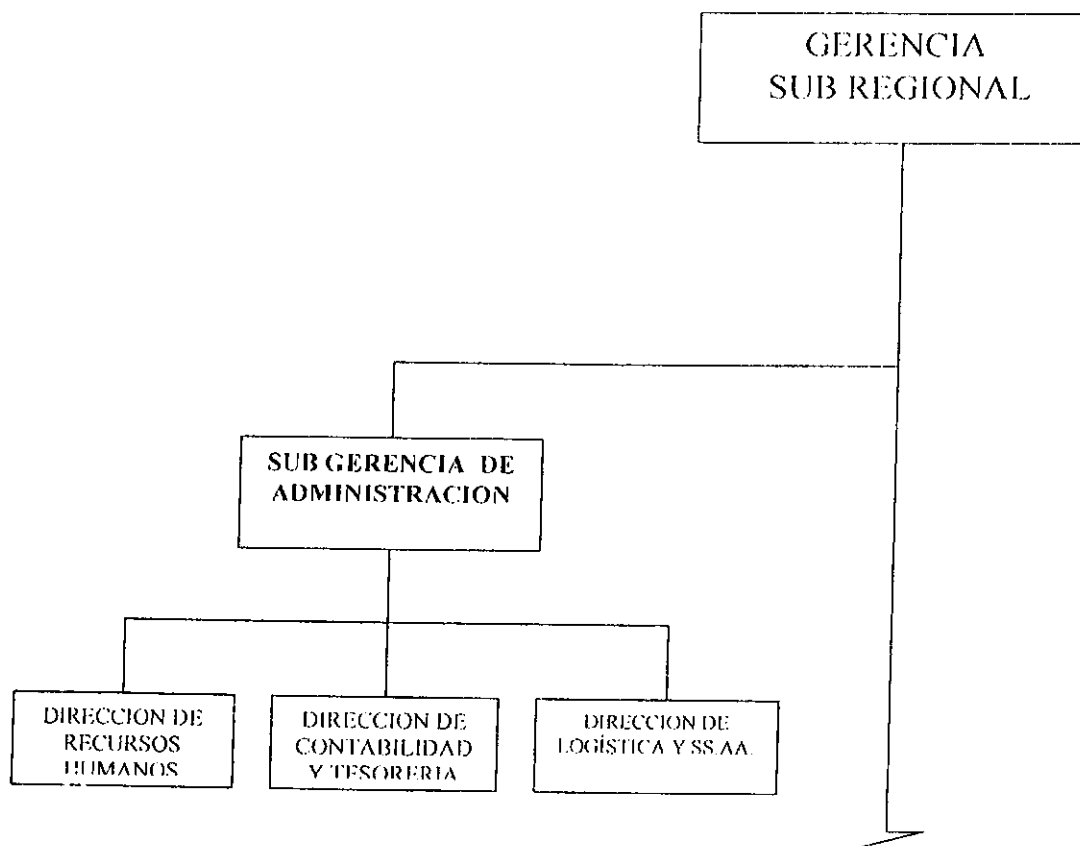 GERENCIA
SUB REGIONAL
SUB GERENCIA DE
ADMINISTRACION
DIRECCION DE
RECURSOS
HUMANOS
DIRECCION DE
CONTABILIDAD
Y TESORERIA
DIRECCION DE
LOGÍSTICA Y SS.AA.